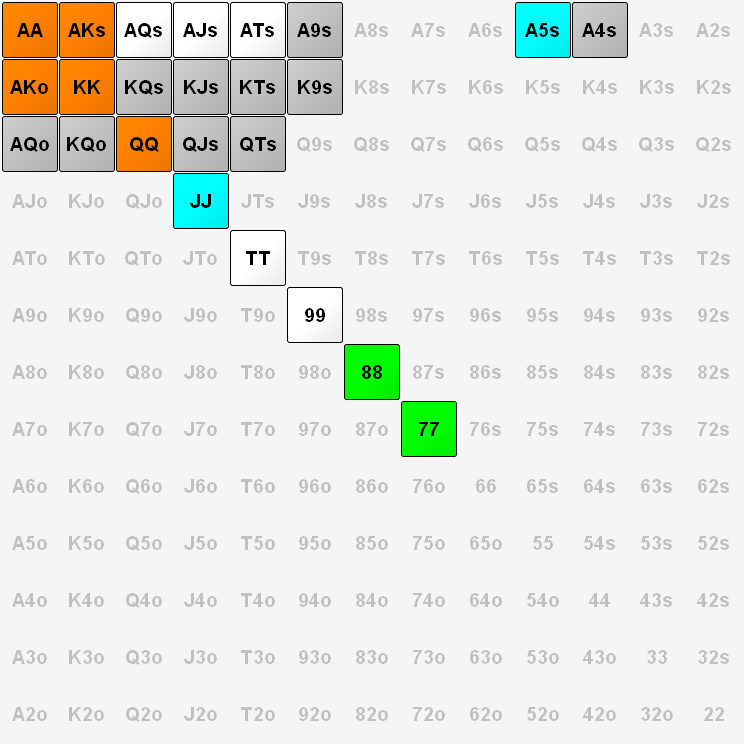 AA AKs AQs AJs ATs A9s A8s A7s A6s A5s A4s A3s A2s
AKo KK KQs KJs KTs K9s K8s K7s K6s K5s K4s K3s K2s
AQo KQo QQ QJs QTs Q9s Q8s Q7s Q6s Q5s Q4s Q3s Q2s
AJo KJo QJo JJ JTs J9s J8s J7s J6s J5s J4s J3s J2s
ATo KTo QTo JTo TT T9s T8s T7s T6s T5s T4s T3s T2s
A9o K9o Q9o J9o T9o 99 98s 97s 96s 95s 94s 93s 92s
A8o K8o Q8o J8o T8o 98o 88 87s 86s 85s 84s 83s 82s
A7o K7o Q7o J7o T7o 97o 87o 77 76s 75s 74s 73s 72s
A6o K6o Q6o J6o T6o 96o 86o 76o 66 65s 64s 63s 62s
A5o K5o Q5o J5o T5o 95o 85o 75o 65o 55 54s 53s 52s
A4o K4o Q4o J4o T4o 94o 84o 74o 64o 54o 44 43s 42s
A3o K3o Q3o J3o T3o 93o 83o 73o 63o 53o 43o 33 32s
A2o K2o Q2o J2o T2o 92o 82o 72o 62o 52o 42o 32o 22